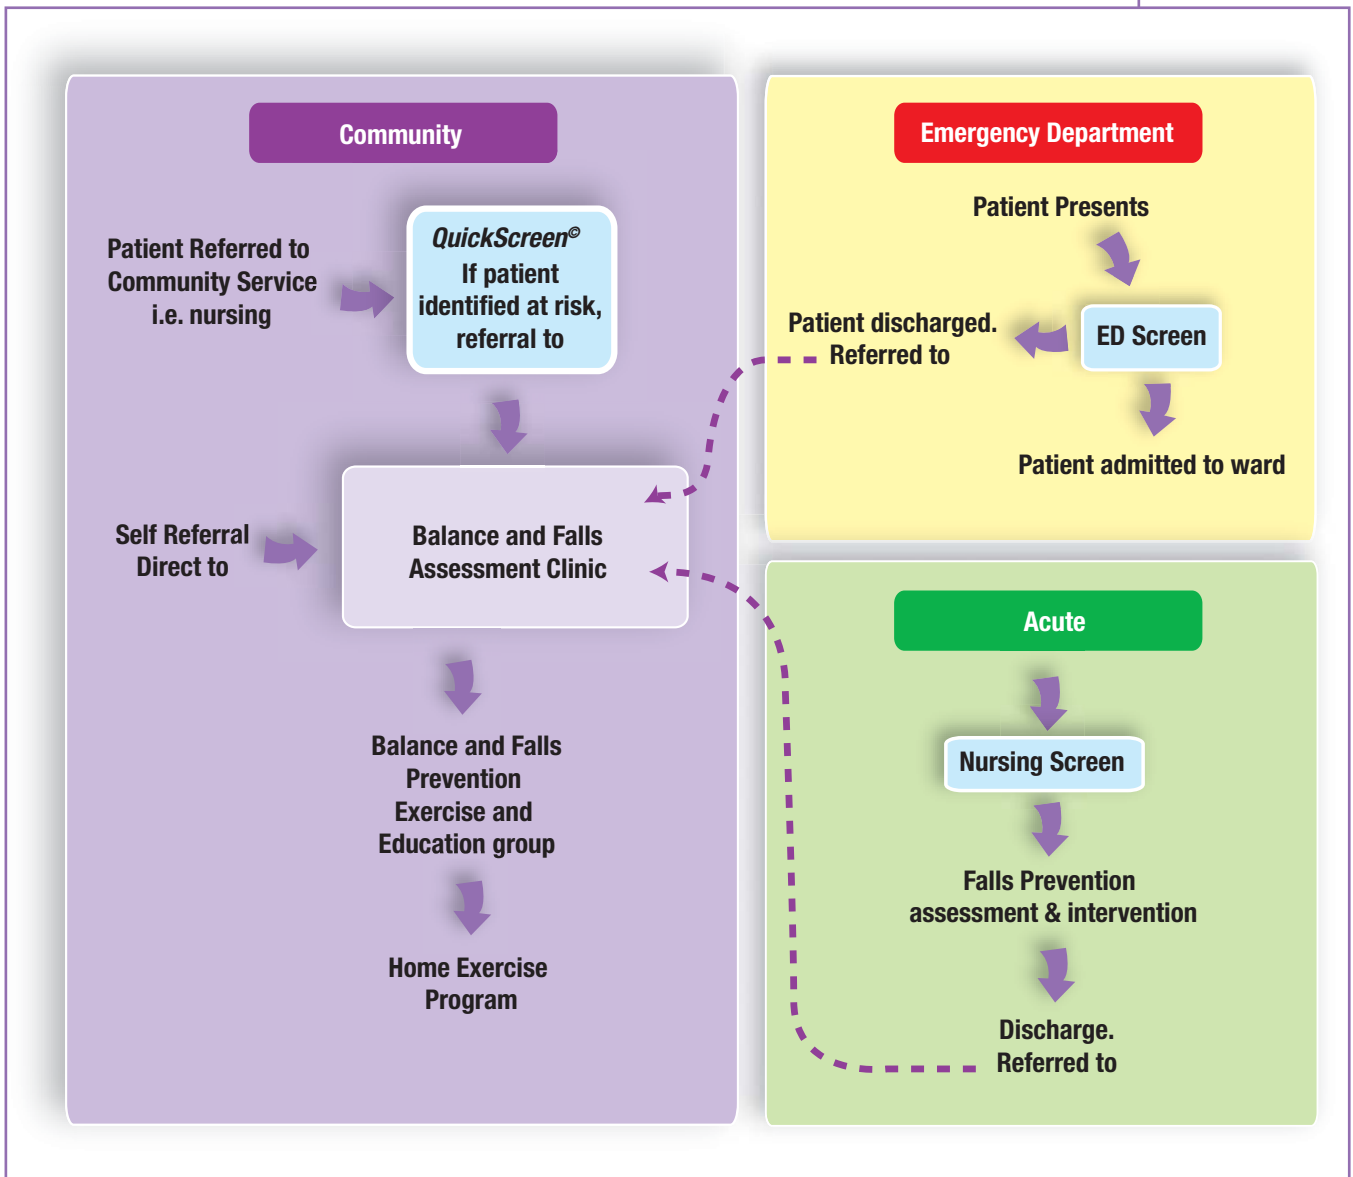 Community
Patient Referred to
Community Service
i.e. nursing
QuickScreen©
If patient
identified at risk,
referral to
Self Referral
Direct to
Balance and Falls
Assessment Clinic
Balance and Falls
Prevention
Exercise and
Education group
Home Exercise
Program
Emergency Department
Patient Presents
ED Screen
Patient discharged.
Referred to
Patient admitted to ward
Acute
Nursing Screen
Falls Prevention
assessment & intervention
Discharge.
Referred to